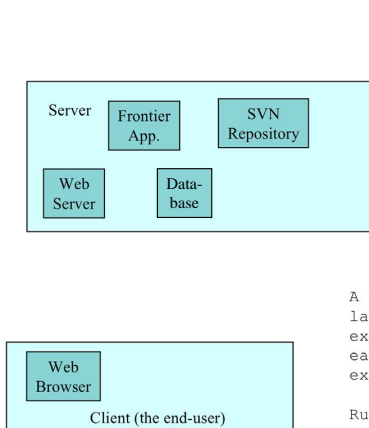 Server
Frontier
App.
SVN
Repository
Web
Server
Data-
base
Web
Browser
Client (the end-user)
A
la
ex
ea
ex
Ru